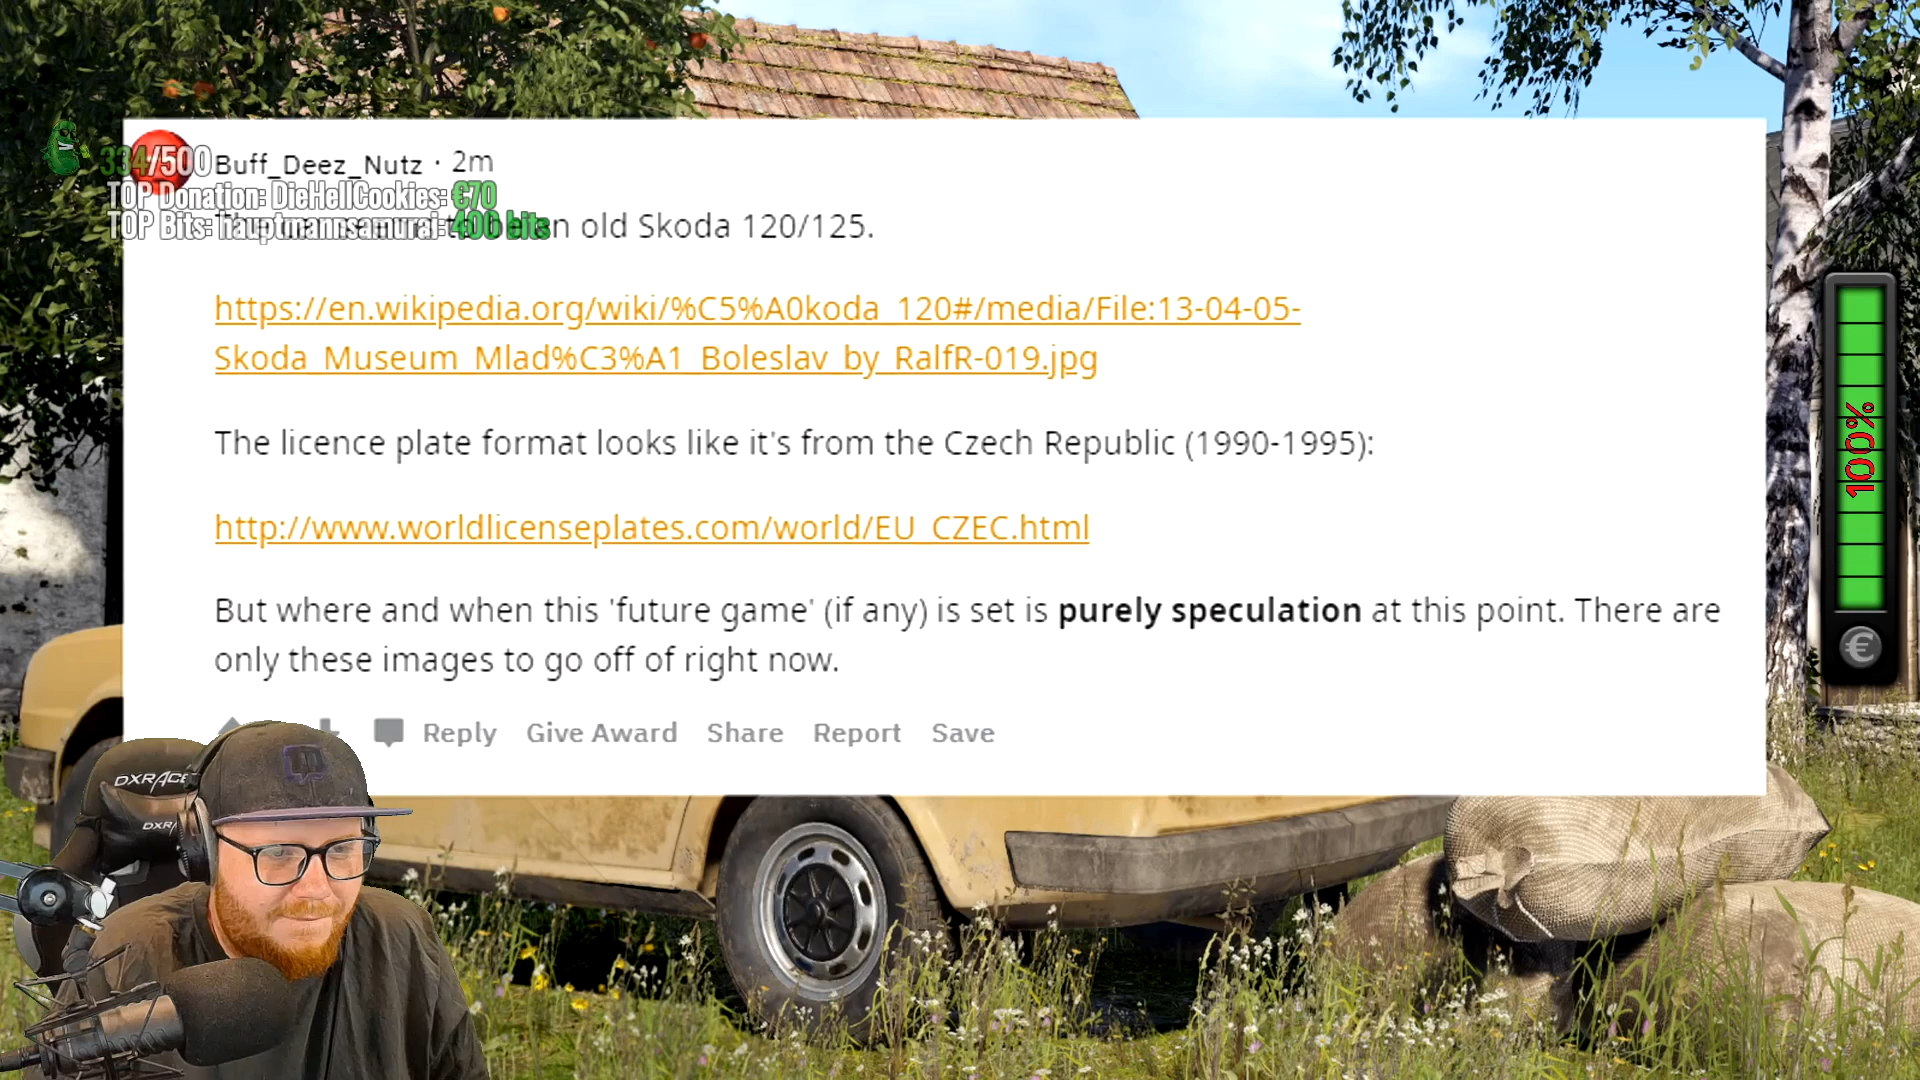 334/500
Buff_Deez_Nutz · 2m
TOP Donation: DieHellCookies: €70
TOP Bits: hauptmannsamurai: 400 bits
an old Skoda 120/125.
https://en.wikipedia.org/wiki/%C5%A0koda_120#/media/File:13-04-05-
Skoda_Museum_Mlad%C3%A1_Boleslav_by_RalfR-019.jpg
The licence plate format looks like it's from the Czech Republic (1990-1995):
100%
http://www.worldlicenseplates.com/world/EU_CZEC.html
But where and when this 'future game' (if any) is set is purely speculation at this point. There are
only these images to go off of right now.
€
Reply Give Award Share Report Save
DXRACE
DXR